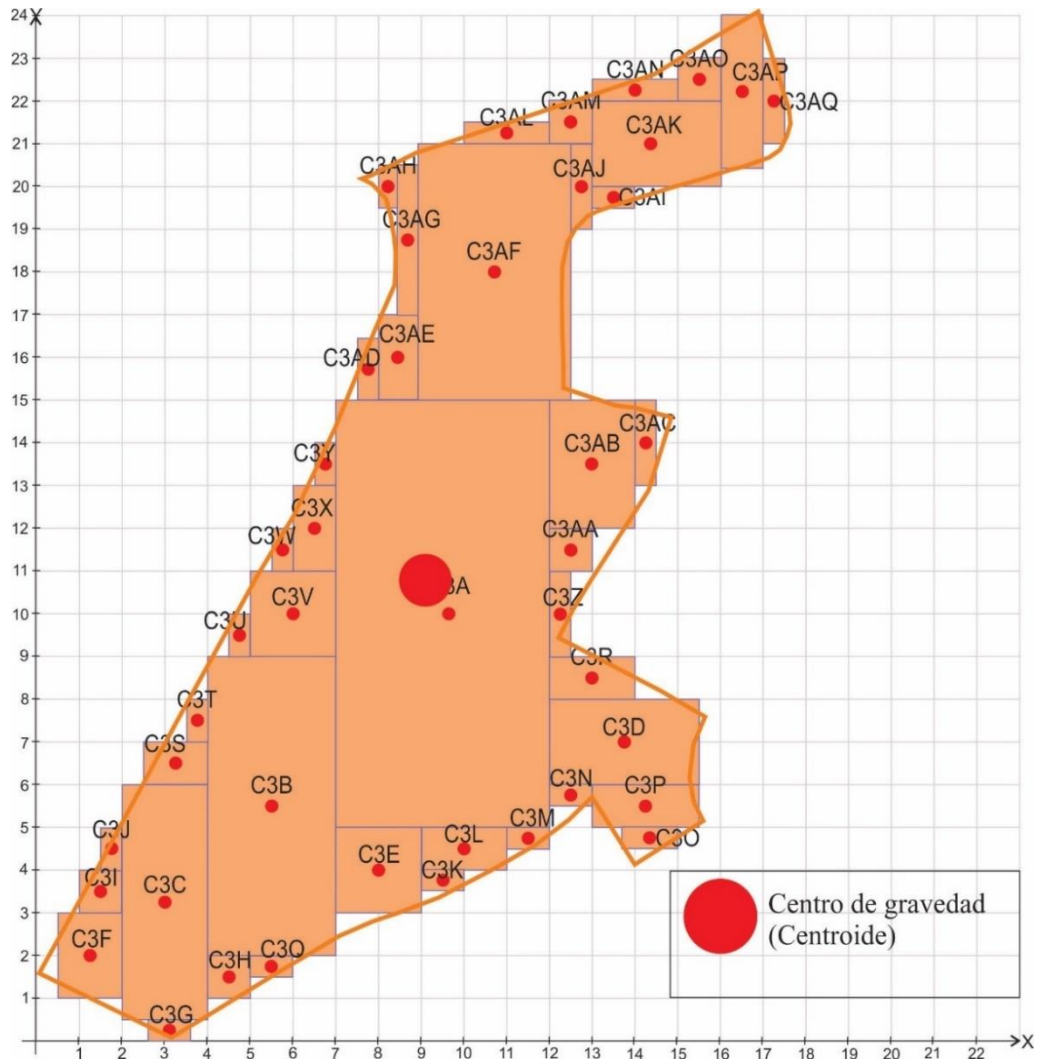 24 Y
X
23
C3AO
C3AN C3AP
22
C3AM C3AQ
C3AL
C3AK
21
C3AH C3AJ
20
C3AI
C3AG
19
C3AF
18
17
C3AE
16
C3AD
15
C3AC
14
C3AB
C3Y
13
C3X
12
C3W C3AA
11
3A
C3V C3Z
10
C3U
9
C3R
8
C3T
C3D
7
C3S
6
C3B C3N C3P
5
C3J C3M C3O
C3L
C3E
4
C3K
C3I C3C
Centro de gravedad
(Centroide)
3
C3F
C3Q
2
C3H
1
C3G
1 2 3 4 5 6 7 8 9 10 11 12 13 14 15 16 17 18 19 20 21 22 X